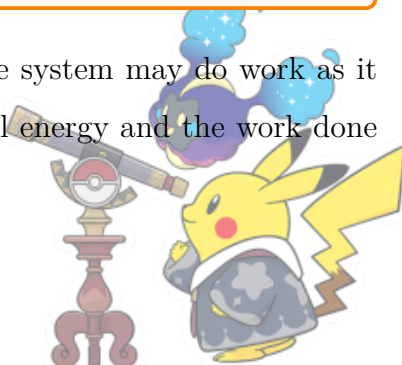 e system may do work as it
l energy and the work done